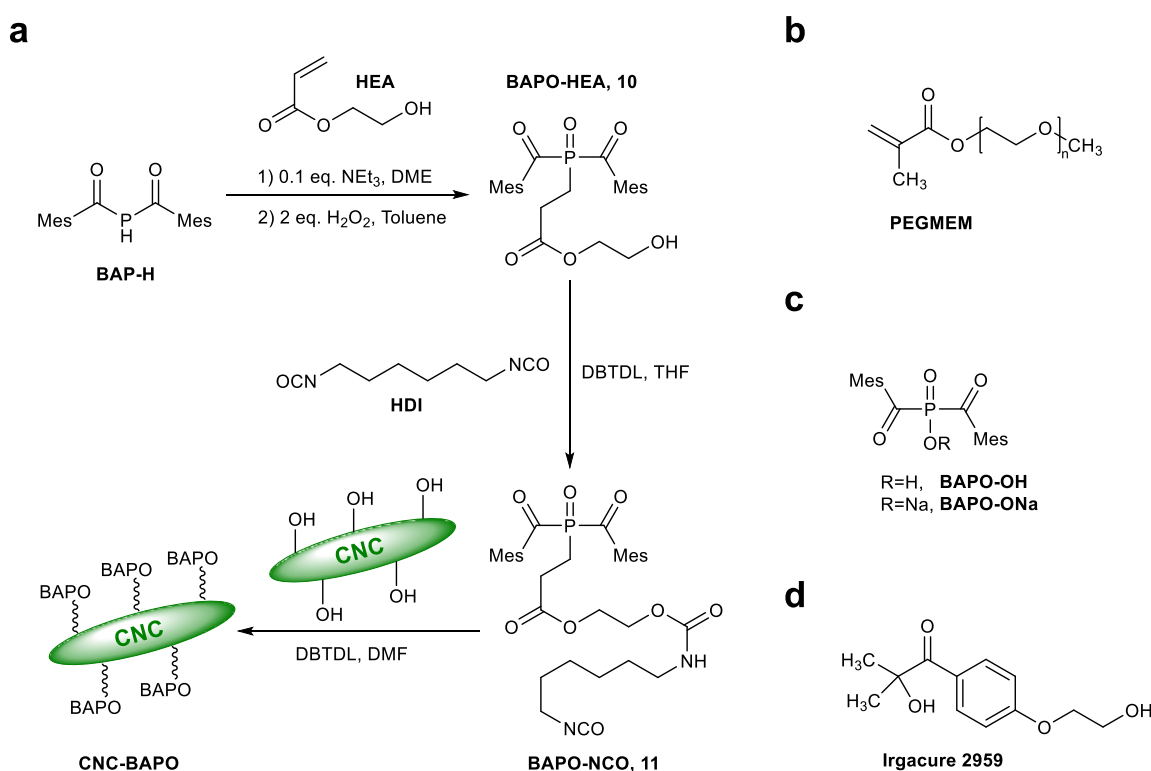 a
HEA
O
O
OH
BAP-H
O
O
Mes
P
H
Mes
1) 0.1 eq. NEt₃, DME
2) 2 eq. H₂O₂, Toluene
BAPO-HEA, 10
O
O
O
P
Mes
Mes
O
O
OH
OCN
NCO
HDI
DBTDL, THF
O
O
O
P
Mes
Mes
O
O
O
O
NH
NCO
BAPO-NCO, 11
OH
OH
OH
CNC
OH
OH
DBTDL, DMF
BAPO
BAPO
BAPO
CNC
BAPO
BAPO
CNC-BAPO
b
O
O
O
n
CH₃
CH₃
PEGMEM
c
Mes
O
O
P
O
OR
Mes
R=H, BAPO-OH
R=Na, BAPO-ONa
d
O
H₃C
H₃C
OH
O
OH
Irgacure 2959